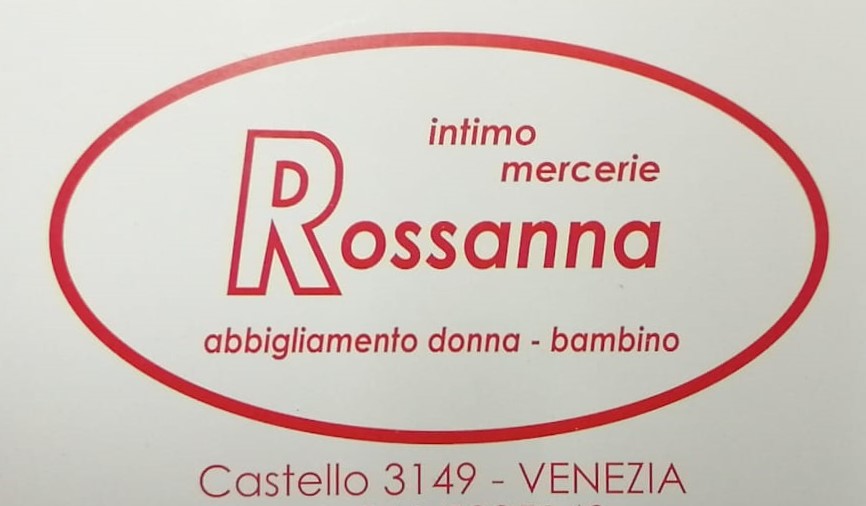 intimo
mercerie
Rossanna
abbigliamento donna - bambino
Castello 3149 - VENEZIA